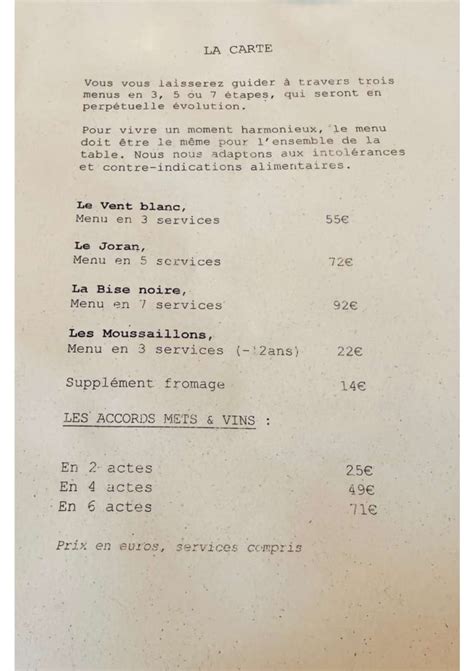 LA CARTE
Vous vous laisserez guider à travers trois
menus en 3, 5 ou 7 étapes, qui seront en
perpétuelle évolution.
Pour vivre un moment harmonieux, le menu
doit être le même pour l'ensemble de la
table. Nous nous adaptons aux intolérances
et contre-indications alimentaires.
Le Vent blanc,
Menu en 3 services 55€
Le Joran,
Menu en 5 services 72€
La Bise noire,
Menu en 7 services 92€
Les Moussaillons,
Menu en 3 services (-12ans) 22€
Supplément fromage 14€
LES ACCORDS METS & VINS :
En 2 actes 25€
En 4 actes 49€
En 6 actes 71€
Prix en euros, services compris